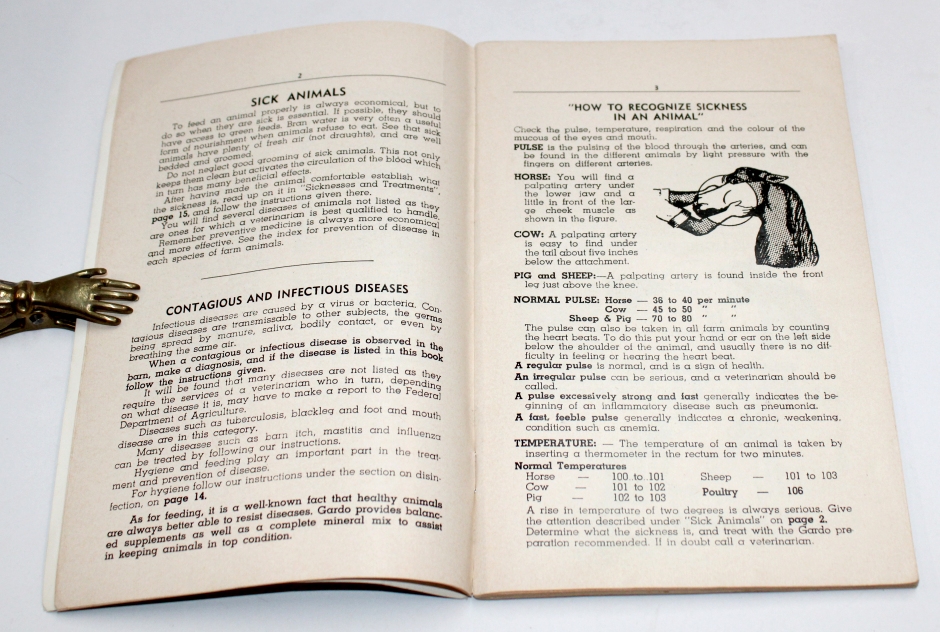 2
SICK ANIMALS
To feed an animal properly is always economical, but to
do so when they are sick is essential. If possible, they should
have access to green feeds. Bran water is very often a useful
form of nourishment when animals refuse to eat. See that sick
animals have plenty of fresh air (not draughts), and are well
bedded and groomed.
Do not neglect good grooming of sick animals. This not only
keeps them clean but activates the circulation of the blood which
in turn has many beneficial effects.
After having made the animal comfortable establish what
the sickness is, read up on it in "Sicknesses and Treatments",
page 15, and follow the instructions given there.
You will find several diseases of animals not listed as they
are ones for which a veterinarian is best qualified to handle.
Remember preventive medicine is always more economical
and more effective. See the index for prevention of disease in
each species of farm animals.
CONTAGIOUS AND INFECTIOUS DISEASES
Infectious diseases are caused by a virus or bacteria. Con-
tagious diseases are transmissable to other subjects, the germs
being spread by manure, saliva, bodily contact, or even by
breathing the same air.
When a contagious or infectious disease is observed in the
barn, make a diagnosis, and if the disease is listed in this book
follow the instructions given.
It will be found that many diseases are not listed as they
require the services of a veterinarian who in turn, depending
on what disease it is, may have to make a report to the Federal
Department of Agriculture.
Diseases such as tuberculosis, blackleg and foot and mouth
disease are in this category.
Many diseases such as barn itch, mastitis and influenza
can be treated by following our instructions.
Hygiene and feeding play an important part in the treat-
ment and prevention of disease.
For hygiene follow our instructions under the section on disin-
fection, on page 14.
As for feeding, it is a well-known fact that healthy animals
are always better able to resist diseases. Gardo provides balanc-
ed supplements as well as a complete mineral mix to assist
in keeping animals in top condition.
3
"HOW TO RECOGNIZE SICKNESS
IN AN ANIMAL"
Check the pulse, temperature, respiration and the colour of the
mucous of the eyes and mouth.
PULSE is the pulsing of the blood through the arteries, and can
be found in the different animals by light pressure with the
fingers on different arteries.
HORSE: You will find a
palpating artery under
the lower jaw and a
little in front of the lar-
ge cheek muscle as
shown in the figure.
COW: A palpating artery
is easy to find under
the tail about five inches
below the attachment.
PIG and SHEEP:—A palpating artery is found inside the front
leg just above the knee.
NORMAL PULSE: Horse — 36 to 40 per minute
Cow — 45 to 50 " "
Sheep & Pig — 70 to 80 " "
The pulse can also be taken in all farm animals by counting
the heart beats. To do this put your hand or ear on the left side
below the shoulder of the animal, and usually there is no dif-
ficulty in feeling or hearing the heart beat.
A regular pulse is normal, and is a sign of health.
An irregular pulse can be serious, and a veterinarian should be
called.
A pulse excessively strong and fast generally indicates the be-
ginning of an inflammatory disease such as pneumonia.
A fast, feeble pulse generally indicates a chronic, weakening,
condition such as anemia.
TEMPERATURE: — The temperature of an animal is taken by
inserting a thermometer in the rectum for two minutes.
Normal Temperatures
Horse — 100 to 101 Sheep — 101 to 103
Cow — 101 to 102 Poultry — 106
Pig — 102 to 103
A rise in temperature of two degrees is always serious. Give
the attention described under "Sick Animals" on page 2.
Determine what the sickness is, and treat with the Gardo pre
paration recommended. If in doubt call a veterinarian.